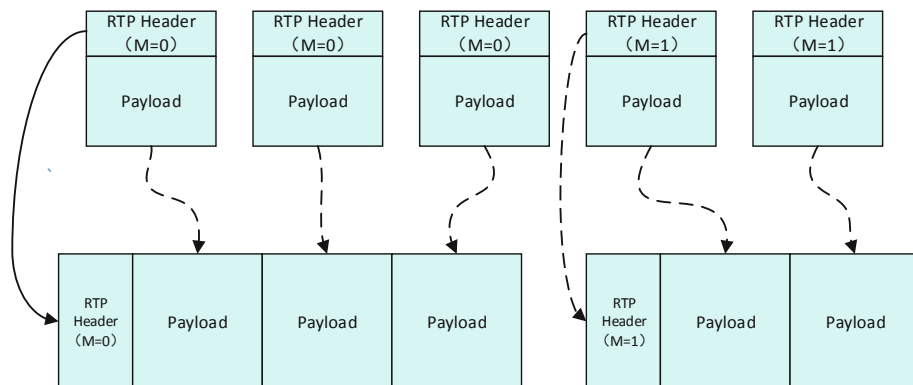 RTP Header
（M=0）
Payload
RTP Header
（M=0）
Payload
RTP Header
（M=0）
Payload
RTP Header
（M=1）
Payload
RTP Header
（M=1）
Payload
RTP
Header
（M=0）
Payload
Payload
Payload
RTP
Header
（M=1）
Payload
Payload